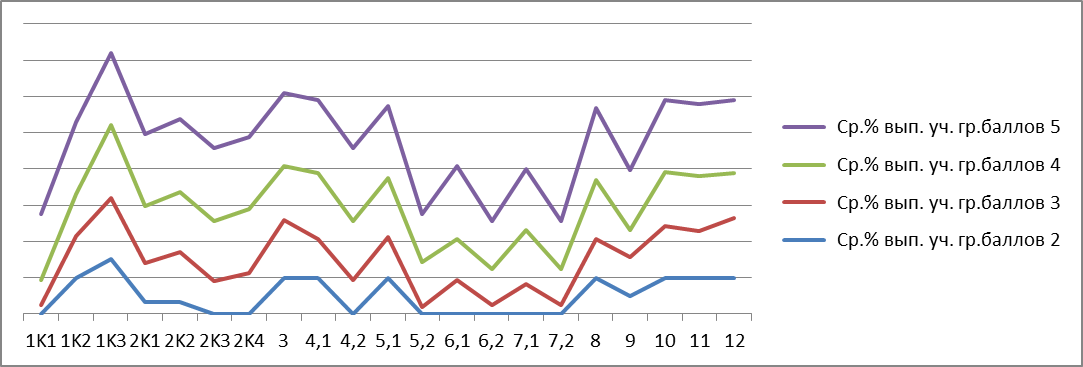 Ср.% вып. уч. гр.баллов 5
Ср.% вып. уч. гр.баллов 4
Ср.% вып. уч. гр.баллов 3
Ср.% вып. уч. гр.баллов 2
1К1 1К2 1К3 2К1 2К2 2К3 2К4 3 4,1 4,2 5,1 5,2 6,1 6,2 7,1 7,2 8 9 10 11 12